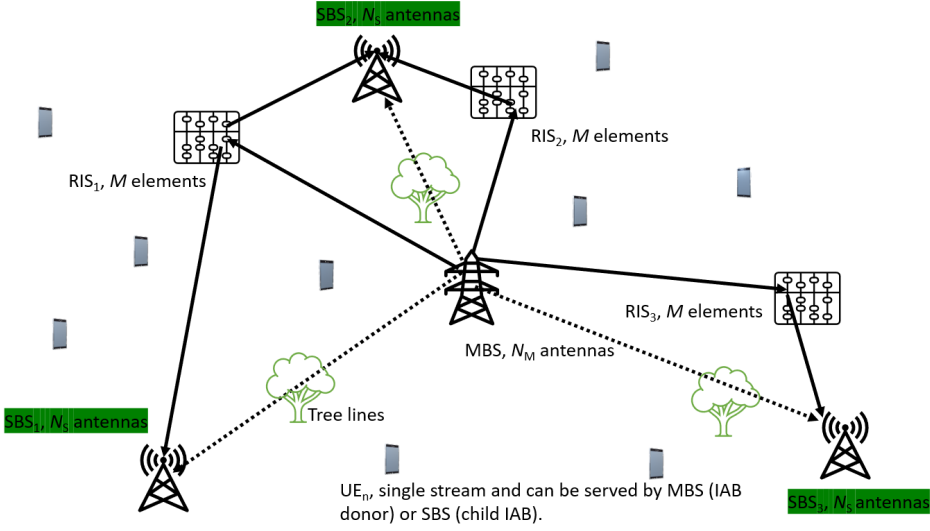 SBS₂, Nₛ antennas
RIS₂, M elements
RIS₁, M elements
RIS₃, M elements
MBS, N_M antennas
Tree lines
SBS₁, Nₛ antennas
UEₙ, single stream and can be served by MBS (IAB
donor) or SBS (child IAB).
SBS₃, Nₛ antennas